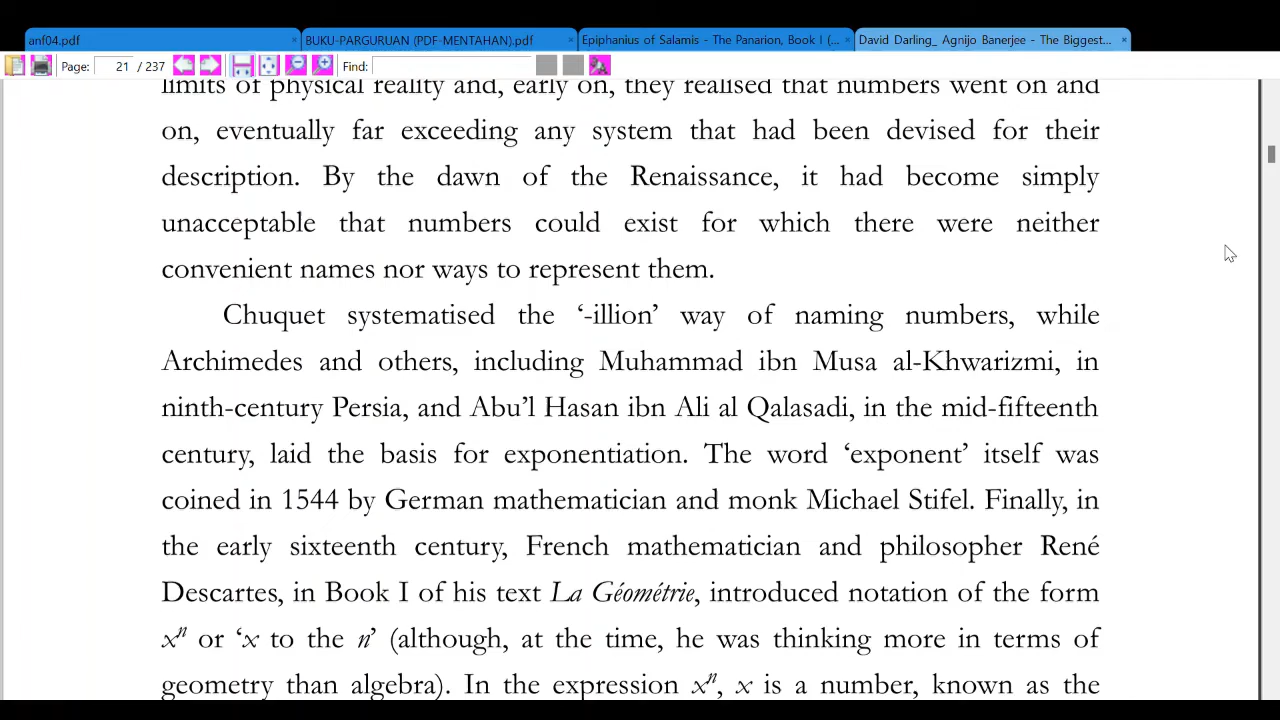 anf04.pdf
BUKU-PARGURUAN (PDF-MENTAHAN).pdf
Epiphanius of Salamis - The Panarion, Book I (...
David Darling_ Agnijo Banerjee - The Biggest...
Page: 21 / 237 Find:
limits of physical reality and, early on, they realised that numbers went on and
on, eventually far exceeding any system that had been devised for their
description. By the dawn of the Renaissance, it had become simply
unacceptable that numbers could exist for which there were neither
convenient names nor ways to represent them.
Chuquet systematised the ‘-illion’ way of naming numbers, while
Archimedes and others, including Muhammad ibn Musa al-Khwarizmi, in
ninth-century Persia, and Abu’l Hasan ibn Ali al Qalasadi, in the mid-fifteenth
century, laid the basis for exponentiation. The word ‘exponent’ itself was
coined in 1544 by German mathematician and monk Michael Stifel. Finally, in
the early sixteenth century, French mathematician and philosopher René
Descartes, in Book I of his text La Géométrie, introduced notation of the form
xⁿ or ‘x to the n’ (although, at the time, he was thinking more in terms of
geometry than algebra). In the expression xⁿ, x is a number, known as the